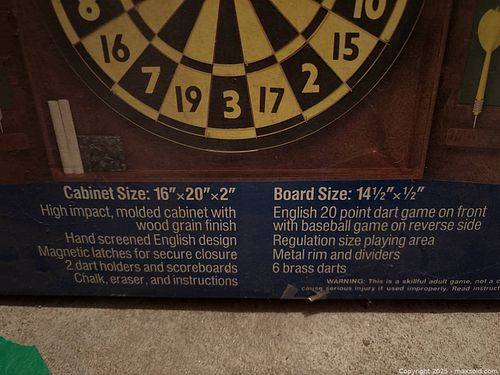 8
10
16
15
7
2
19
3
17
Cabinet Size: 16"×20"×2"
High impact, molded cabinet with
wood grain finish
Hand screened English design
Magnetic latches for secure closure
2 dart holders and scoreboards
Chalk, eraser, and instructions
Board Size: 14½"×½"
English 20 point dart game on front
with baseball game on reverse side
Regulation size playing area
Metal rim and dividers
6 brass darts
WARNING: This is a skillful adult game, not a
cause serious injury if used improperly. Read
Copyright 2025 - maxsold.com